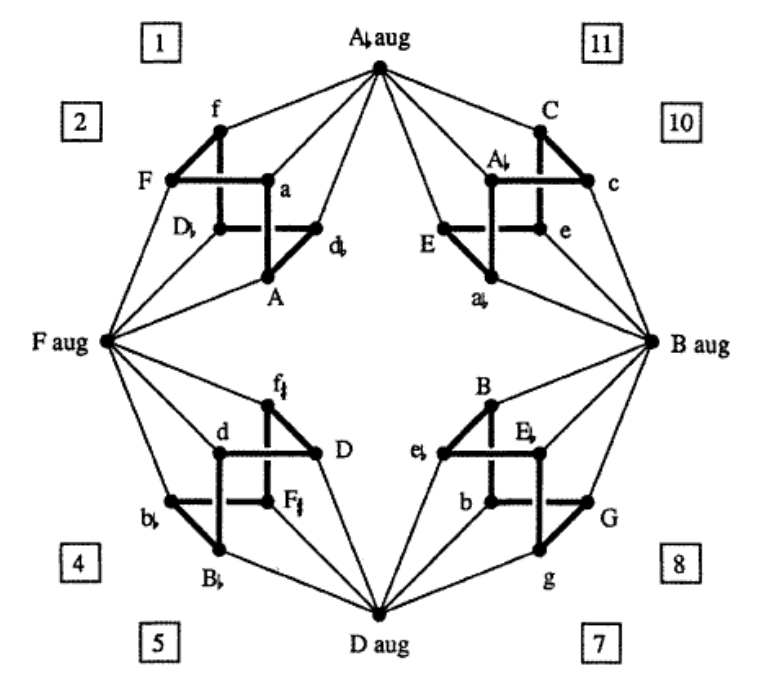 1 A♭ aug 11
f C
2 10
F a A♭ c
D♭ d♭ E e
A a♭
F aug B aug
f♯ B
d D e♭ E♭
b♭ F♯ b G
4 B♭ g 8
5 D aug 7